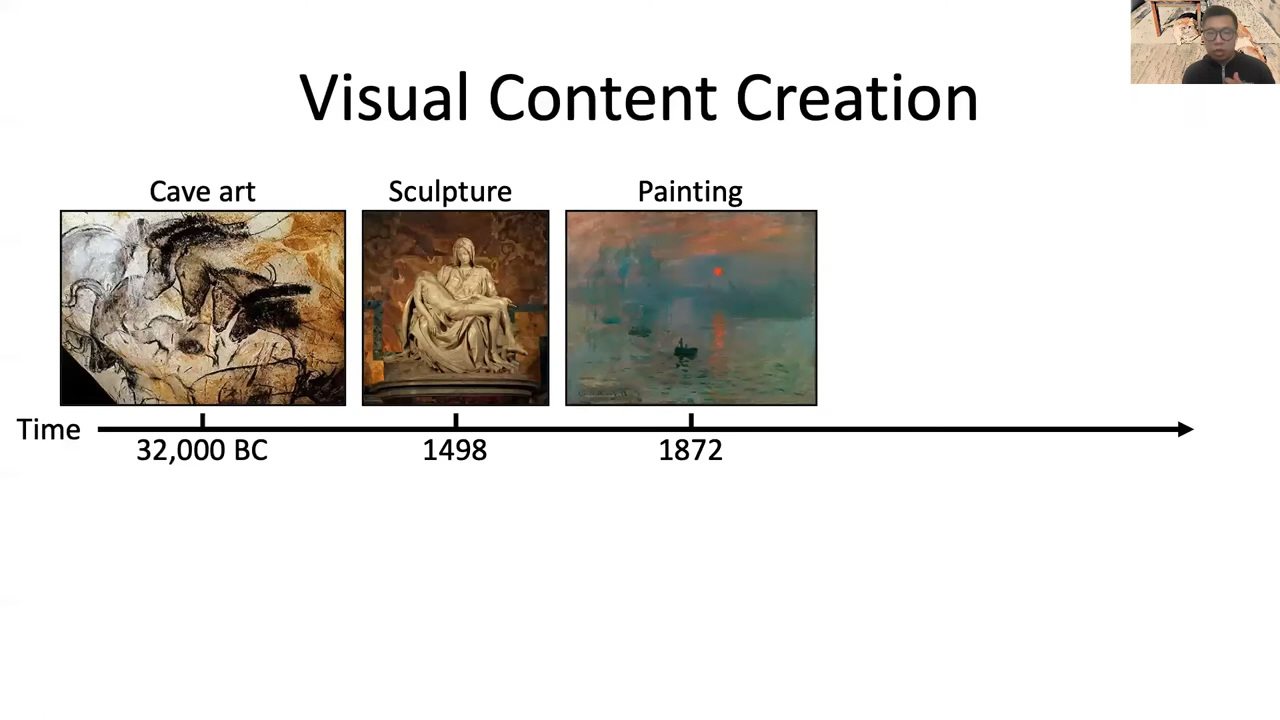 Visual Content Creation
Cave art
Sculpture
Painting
Time
32,000 BC
1498
1872